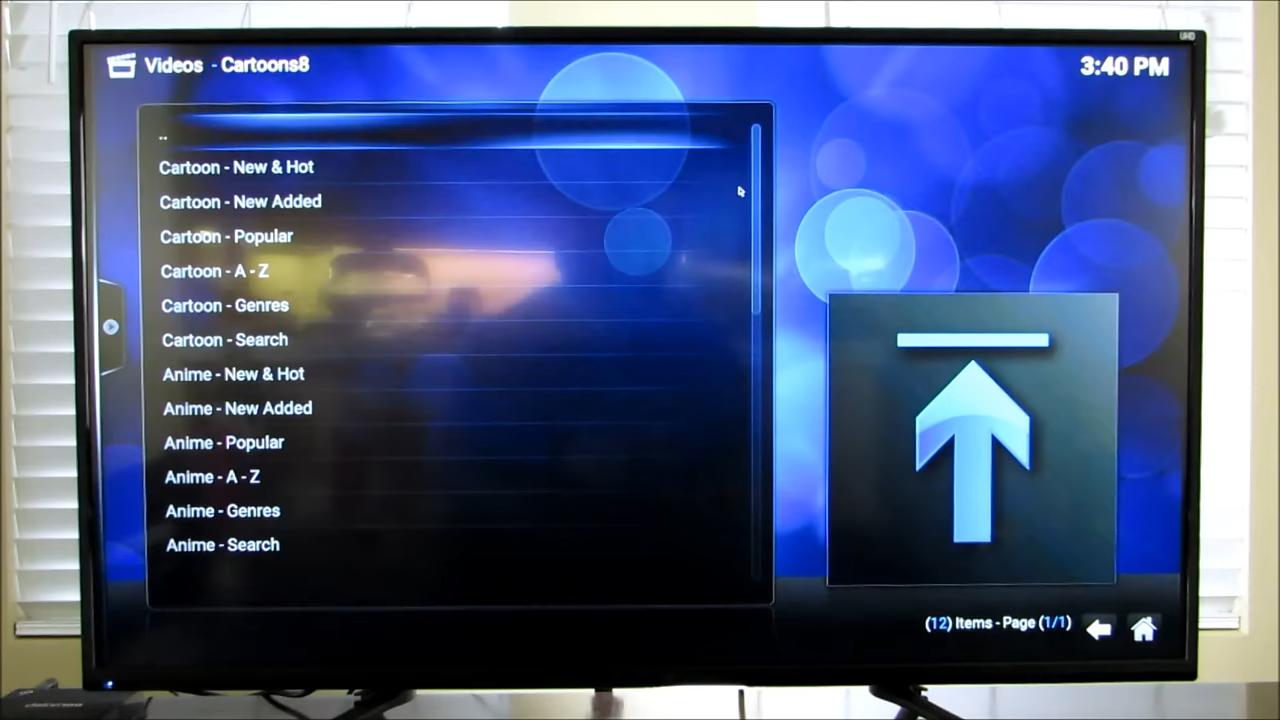 UHD
Videos - Cartoons8
3:40 PM
..
Cartoon - New & Hot
Cartoon - New Added
Cartoon - Popular
Cartoon - A - Z
Cartoon - Genres
Cartoon - Search
Anime - New & Hot
Anime - New Added
Anime - Popular
Anime - A - Z
Anime - Genres
Anime - Search
(12) Items - Page (1/1)